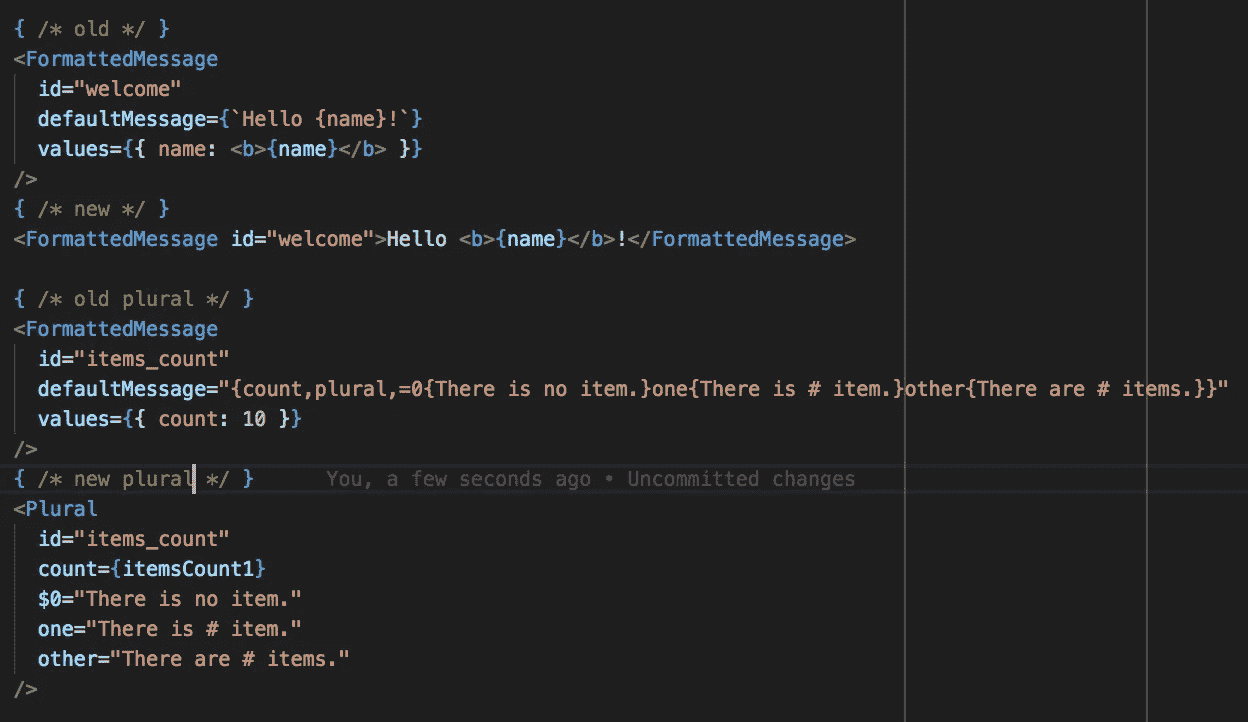 { /* old */ }
<FormattedMessage
id="welcome"
defaultMessage={`Hello {name}!`}
values={{ name: <b>{name}</b> }}
/>
{ /* new */ }
<FormattedMessage id="welcome">Hello <b>{name}</b>!</FormattedMessage>
{ /* old plural */ }
<FormattedMessage
id="items_count"
defaultMessage="{count,plural,=0{There is no item.}one{There is # item.}other{There are # items.}}"
values={{ count: 10 }}
/>
{ /* new plural */ } You, a few seconds ago • Uncommitted changes
<Plural
id="items_count"
count={itemsCount1}
$0="There is no item."
one="There is # item."
other="There are # items."
/>